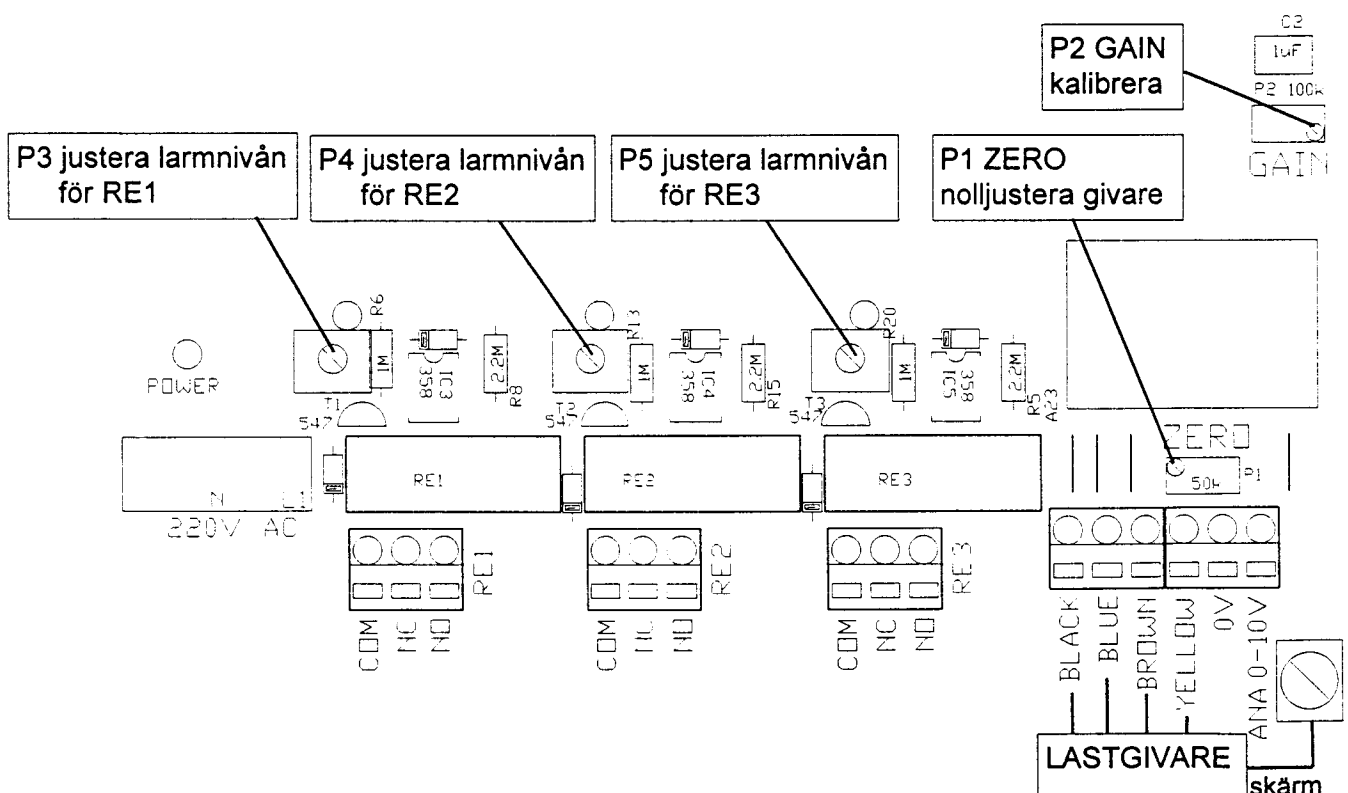 C2
1uF
P2 GAIN
kalibrera
P2 100k
GAIN
P3 justera larmnivån
för RE1
P4 justera larmnivån
för RE2
P5 justera larmnivån
för RE3
P1 ZERO
nolljustera givare
POWER
R6
1M
358
IC3
2.2M
R8
T1
547
R13
1M
358
IC4
2.2M
R15
T2
547
R20
1M
IC5
358
2.2M
R5
A23
T3
547
ZERO
50k
P1
N L1
220V AC
RE1
RE2
RE3
RE1
RE2
RE3
COM
NC
NO
COM
NC
NO
COM
NC
NO
BLACK
BLUE
BROWN
YELLOW
0V
ANA 0-10V
LASTGIVARE
skärm